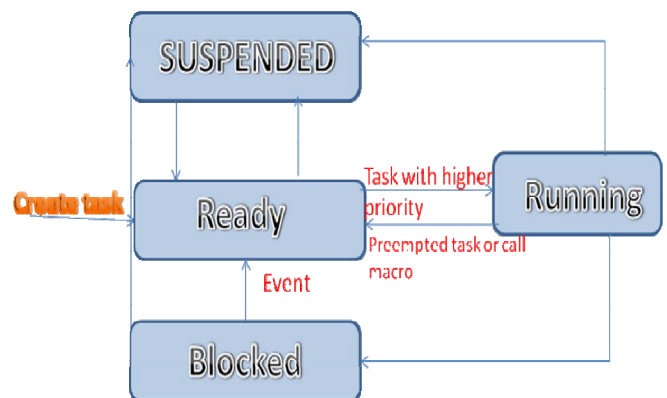 SUSPENDED
Create task
Ready
Task with higher
priority
Preempted task or call
macro
Running
Event
Blocked